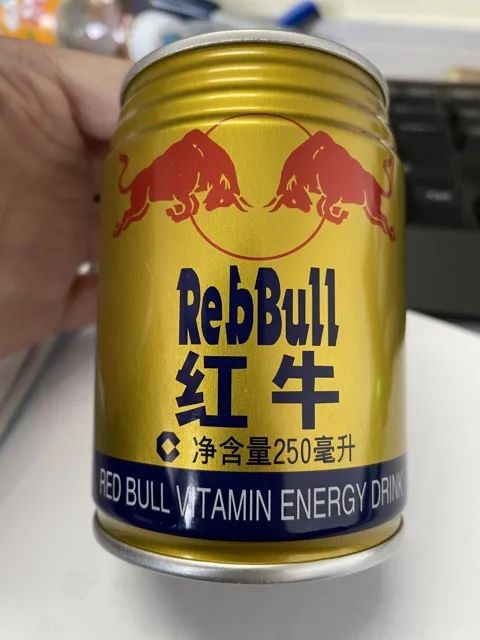 RebBull
红牛
净含量250毫升
RED BULL VITAMIN ENERGY DRINK